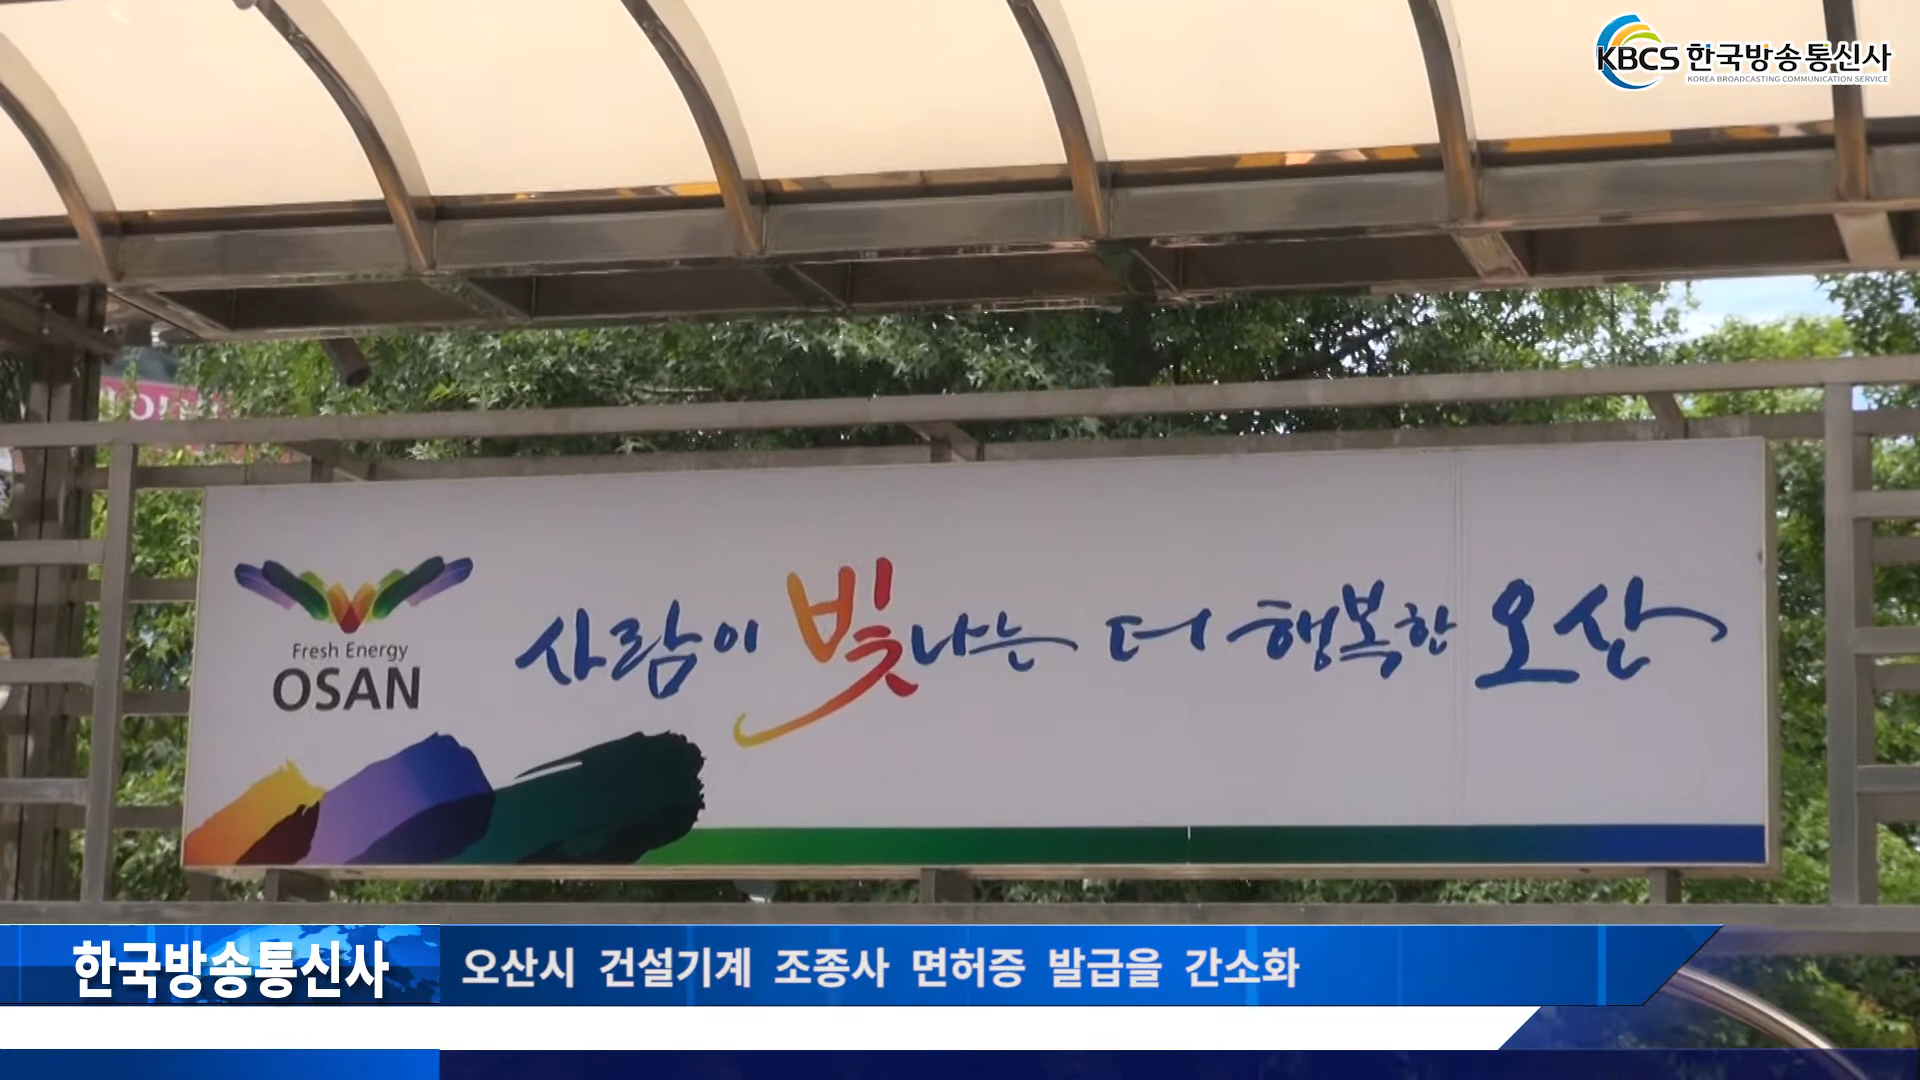 KBCS 한국방송통신사
KOREA BROADCASTING COMMUNICATION SERVICE
Fresh Energy
OSAN
사람이 빛나는 더 행복한 오산
한국방송통신사
오산시 건설기계 조종사 면허증 발급을 간소화